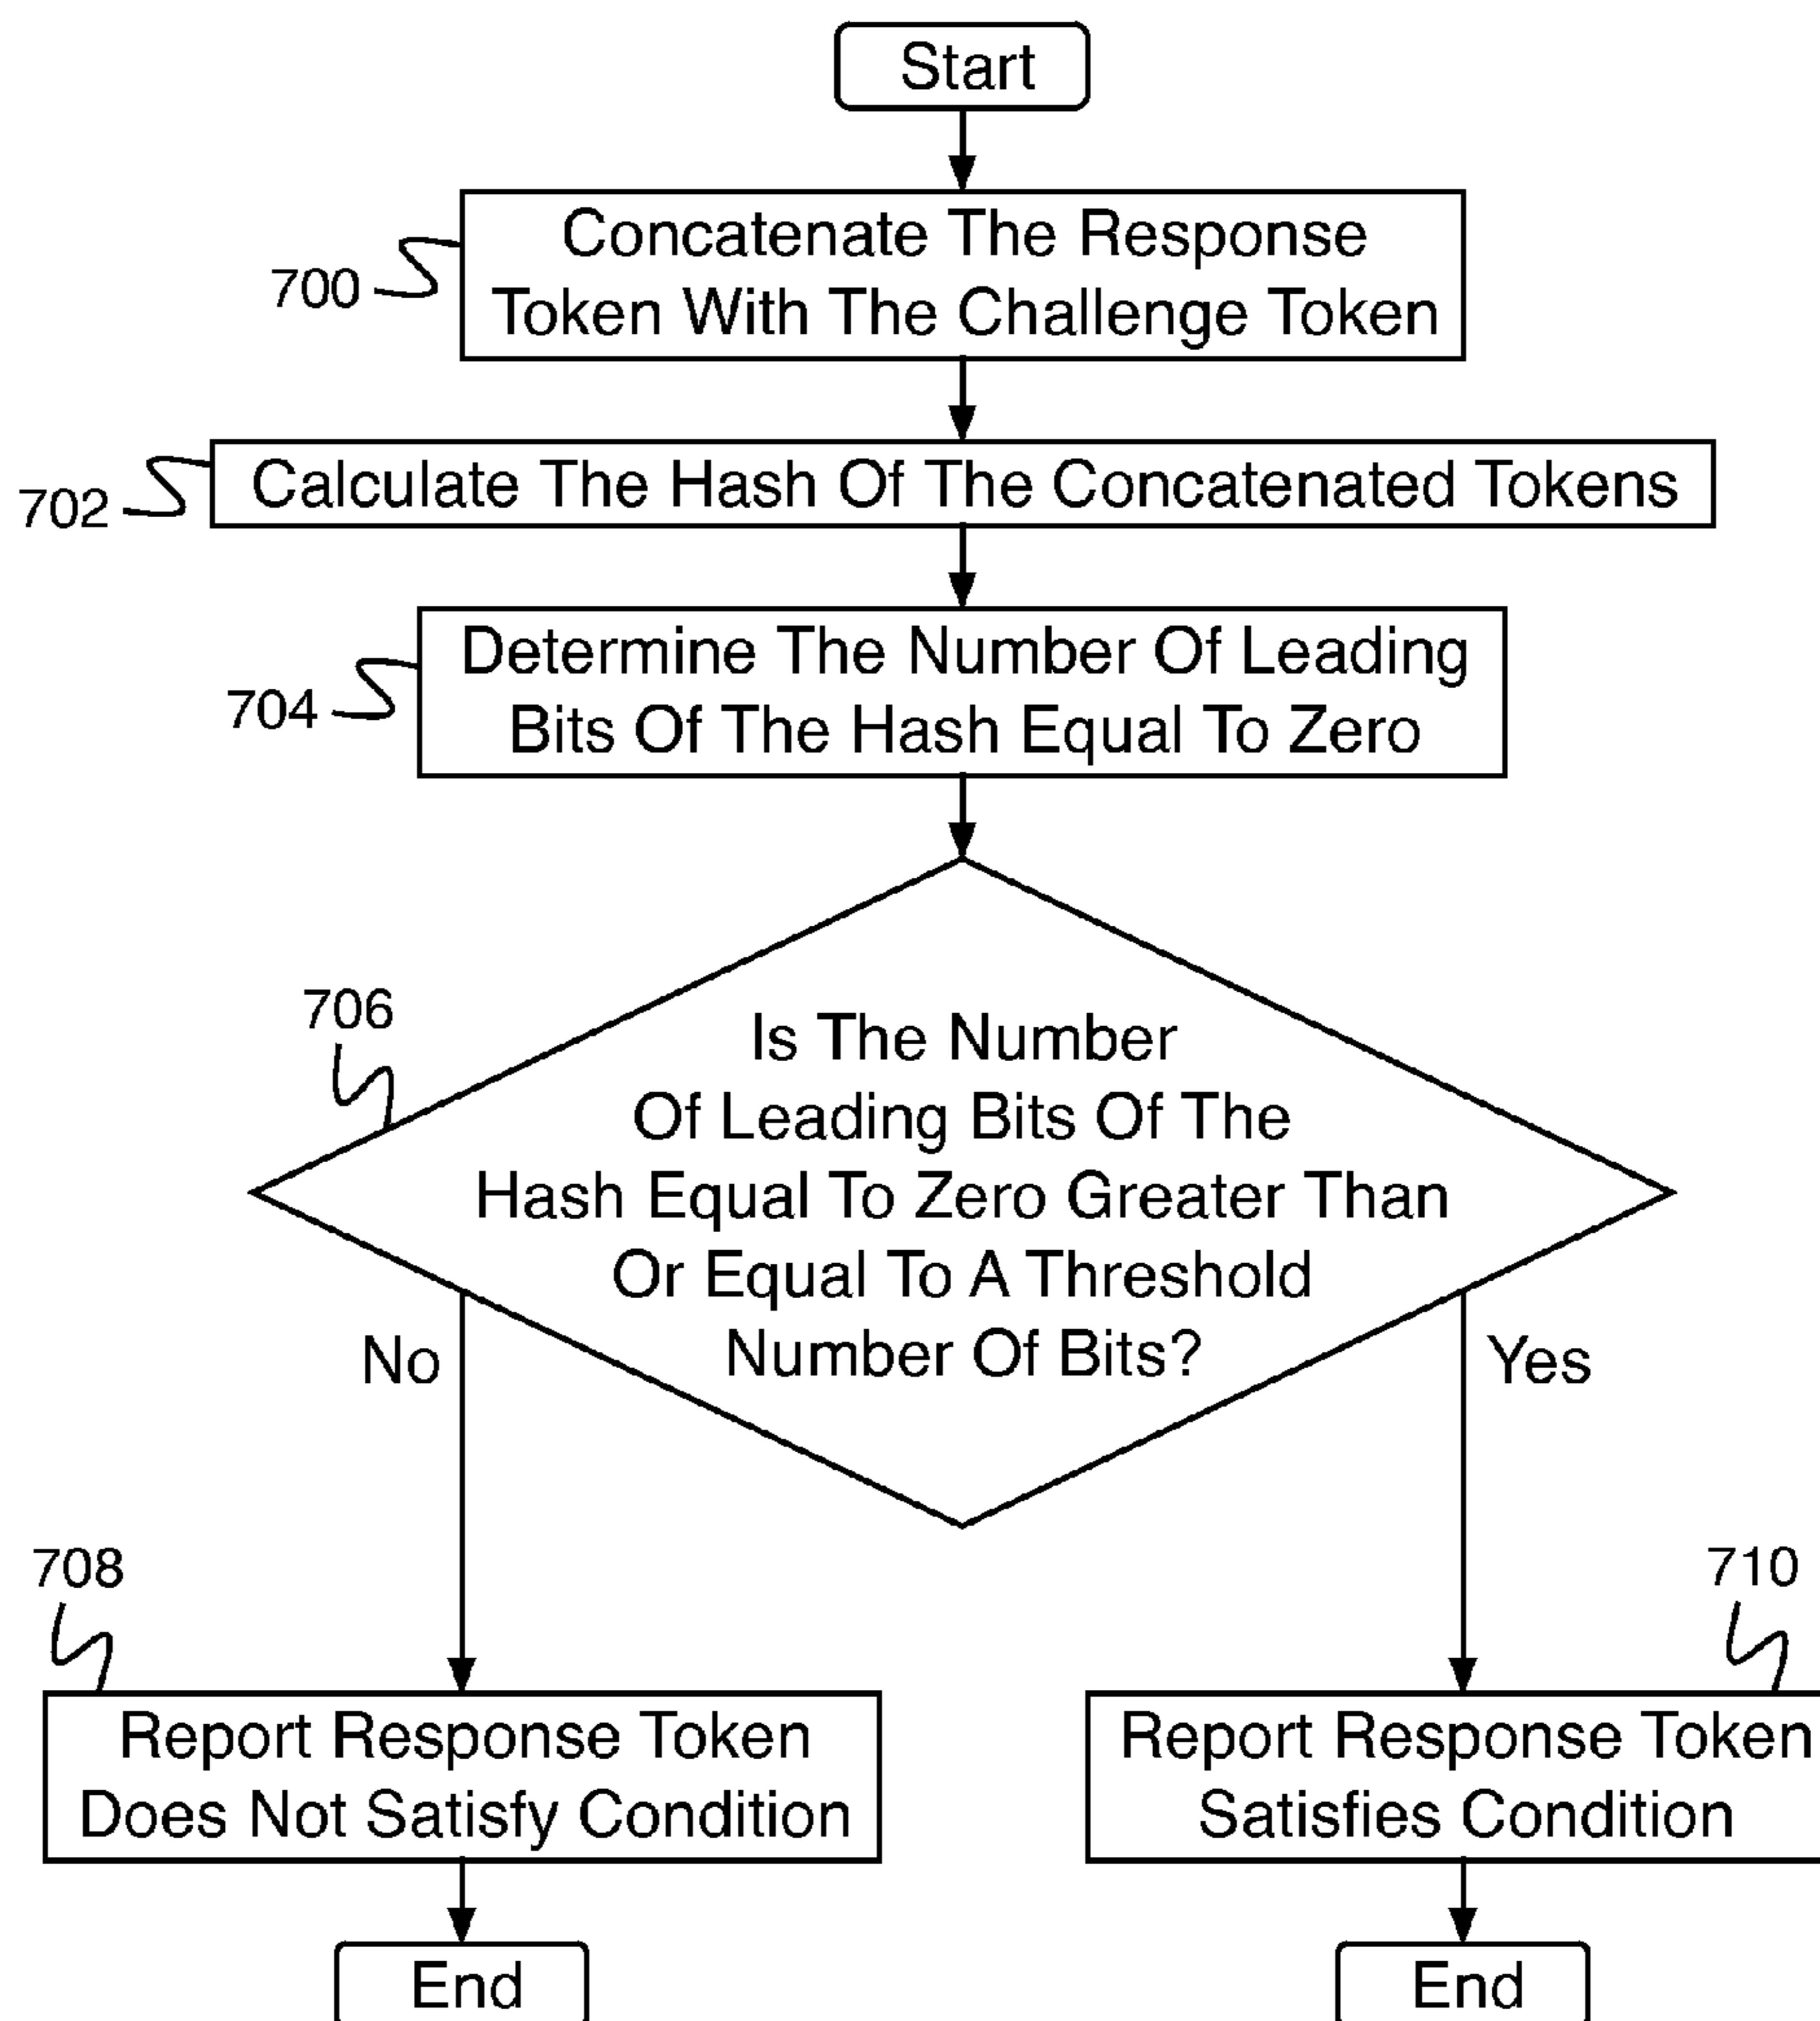 Start
700
Concatenate The Response
Token With The Challenge Token
702
Calculate The Hash Of The Concatenated Tokens
704
Determine The Number Of Leading
Bits Of The Hash Equal To Zero
706
Is The Number
Of Leading Bits Of The
Hash Equal To Zero Greater Than
Or Equal To A Threshold
Number Of Bits?
No
Yes
708
Report Response Token
Does Not Satisfy Condition
710
Report Response Token
Satisfies Condition
End
End